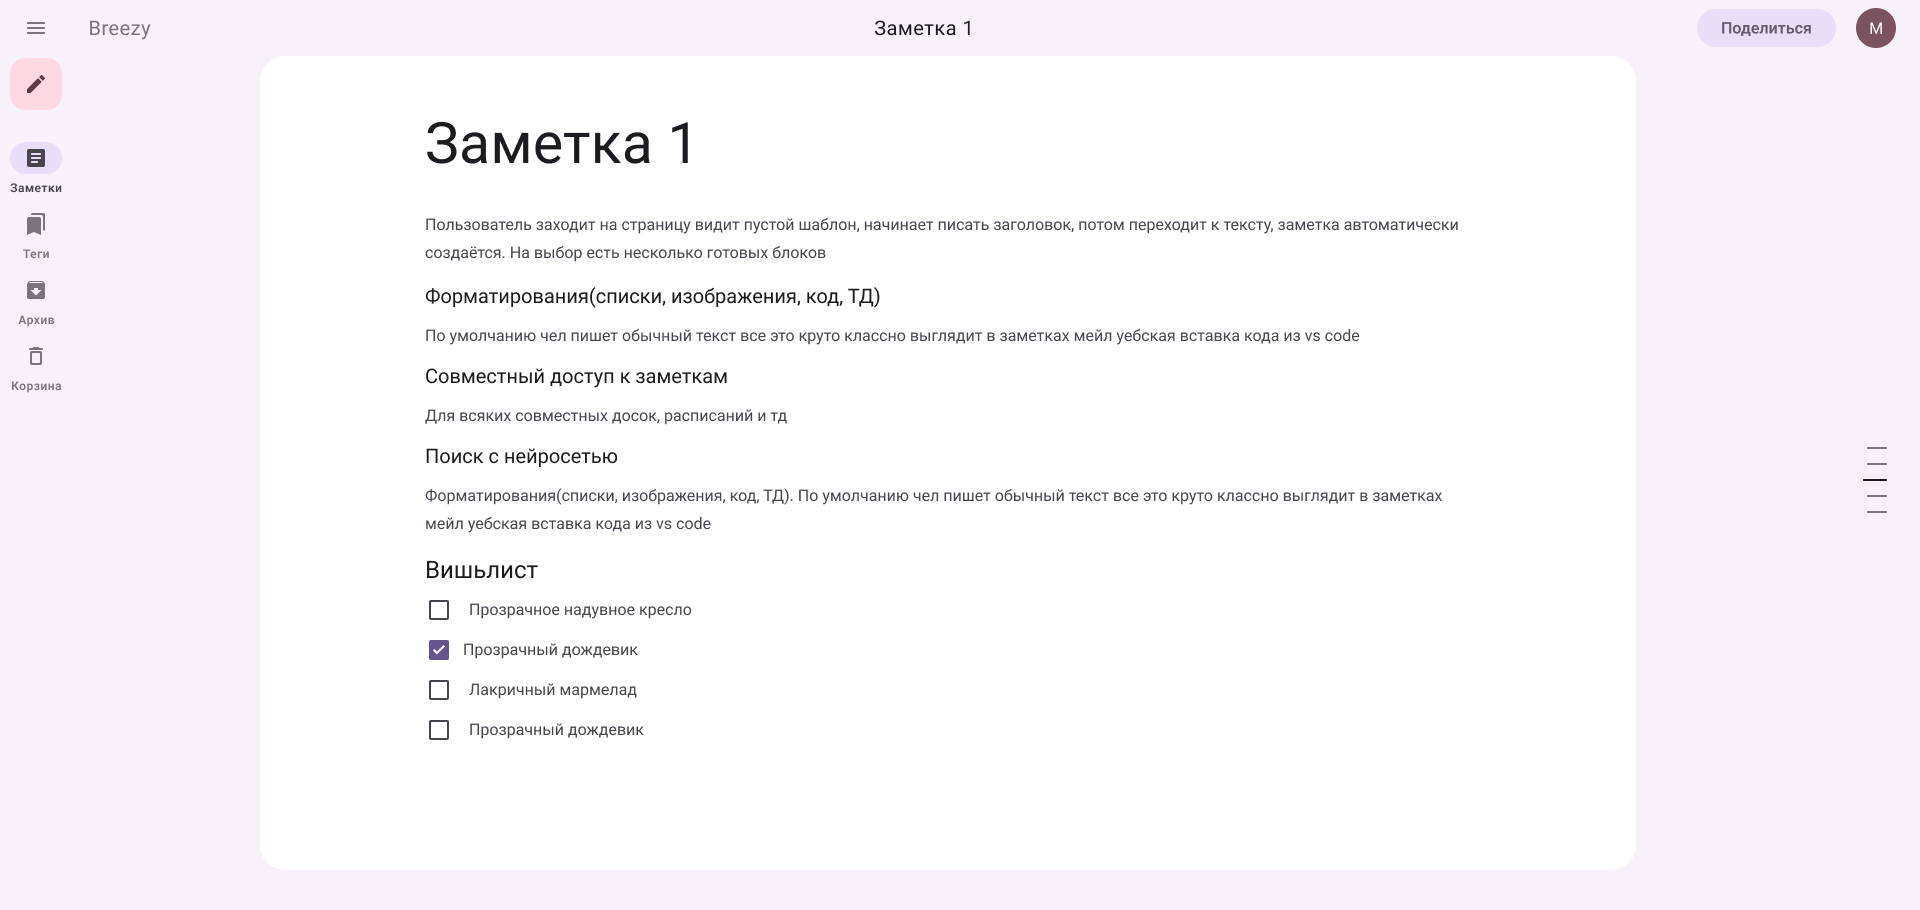 Breezy
Заметка 1
Поделиться
M
Заметки
Теги
Архив
Корзина
Заметка 1
Пользователь заходит на страницу видит пустой шаблон, начинает писать заголовок, потом переходит к тексту, заметка автоматически
создаётся. На выбор есть несколько готовых блоков
Форматирования(списки, изображения, код, ТД)
По умолчанию чел пишет обычный текст все это круто классно выглядит в заметках мейл уебская вставка кода из vs code
Совместный доступ к заметкам
Для всяких совместных досок, расписаний и тд
Поиск с нейросетью
Форматирования(списки, изображения, код, ТД). По умолчанию чел пишет обычный текст все это круто классно выглядит в заметках
мейл уебская вставка кода из vs code
Вишьлист
Прозрачное надувное кресло
Прозрачный дождевик
Лакричный мармелад
Прозрачный дождевик